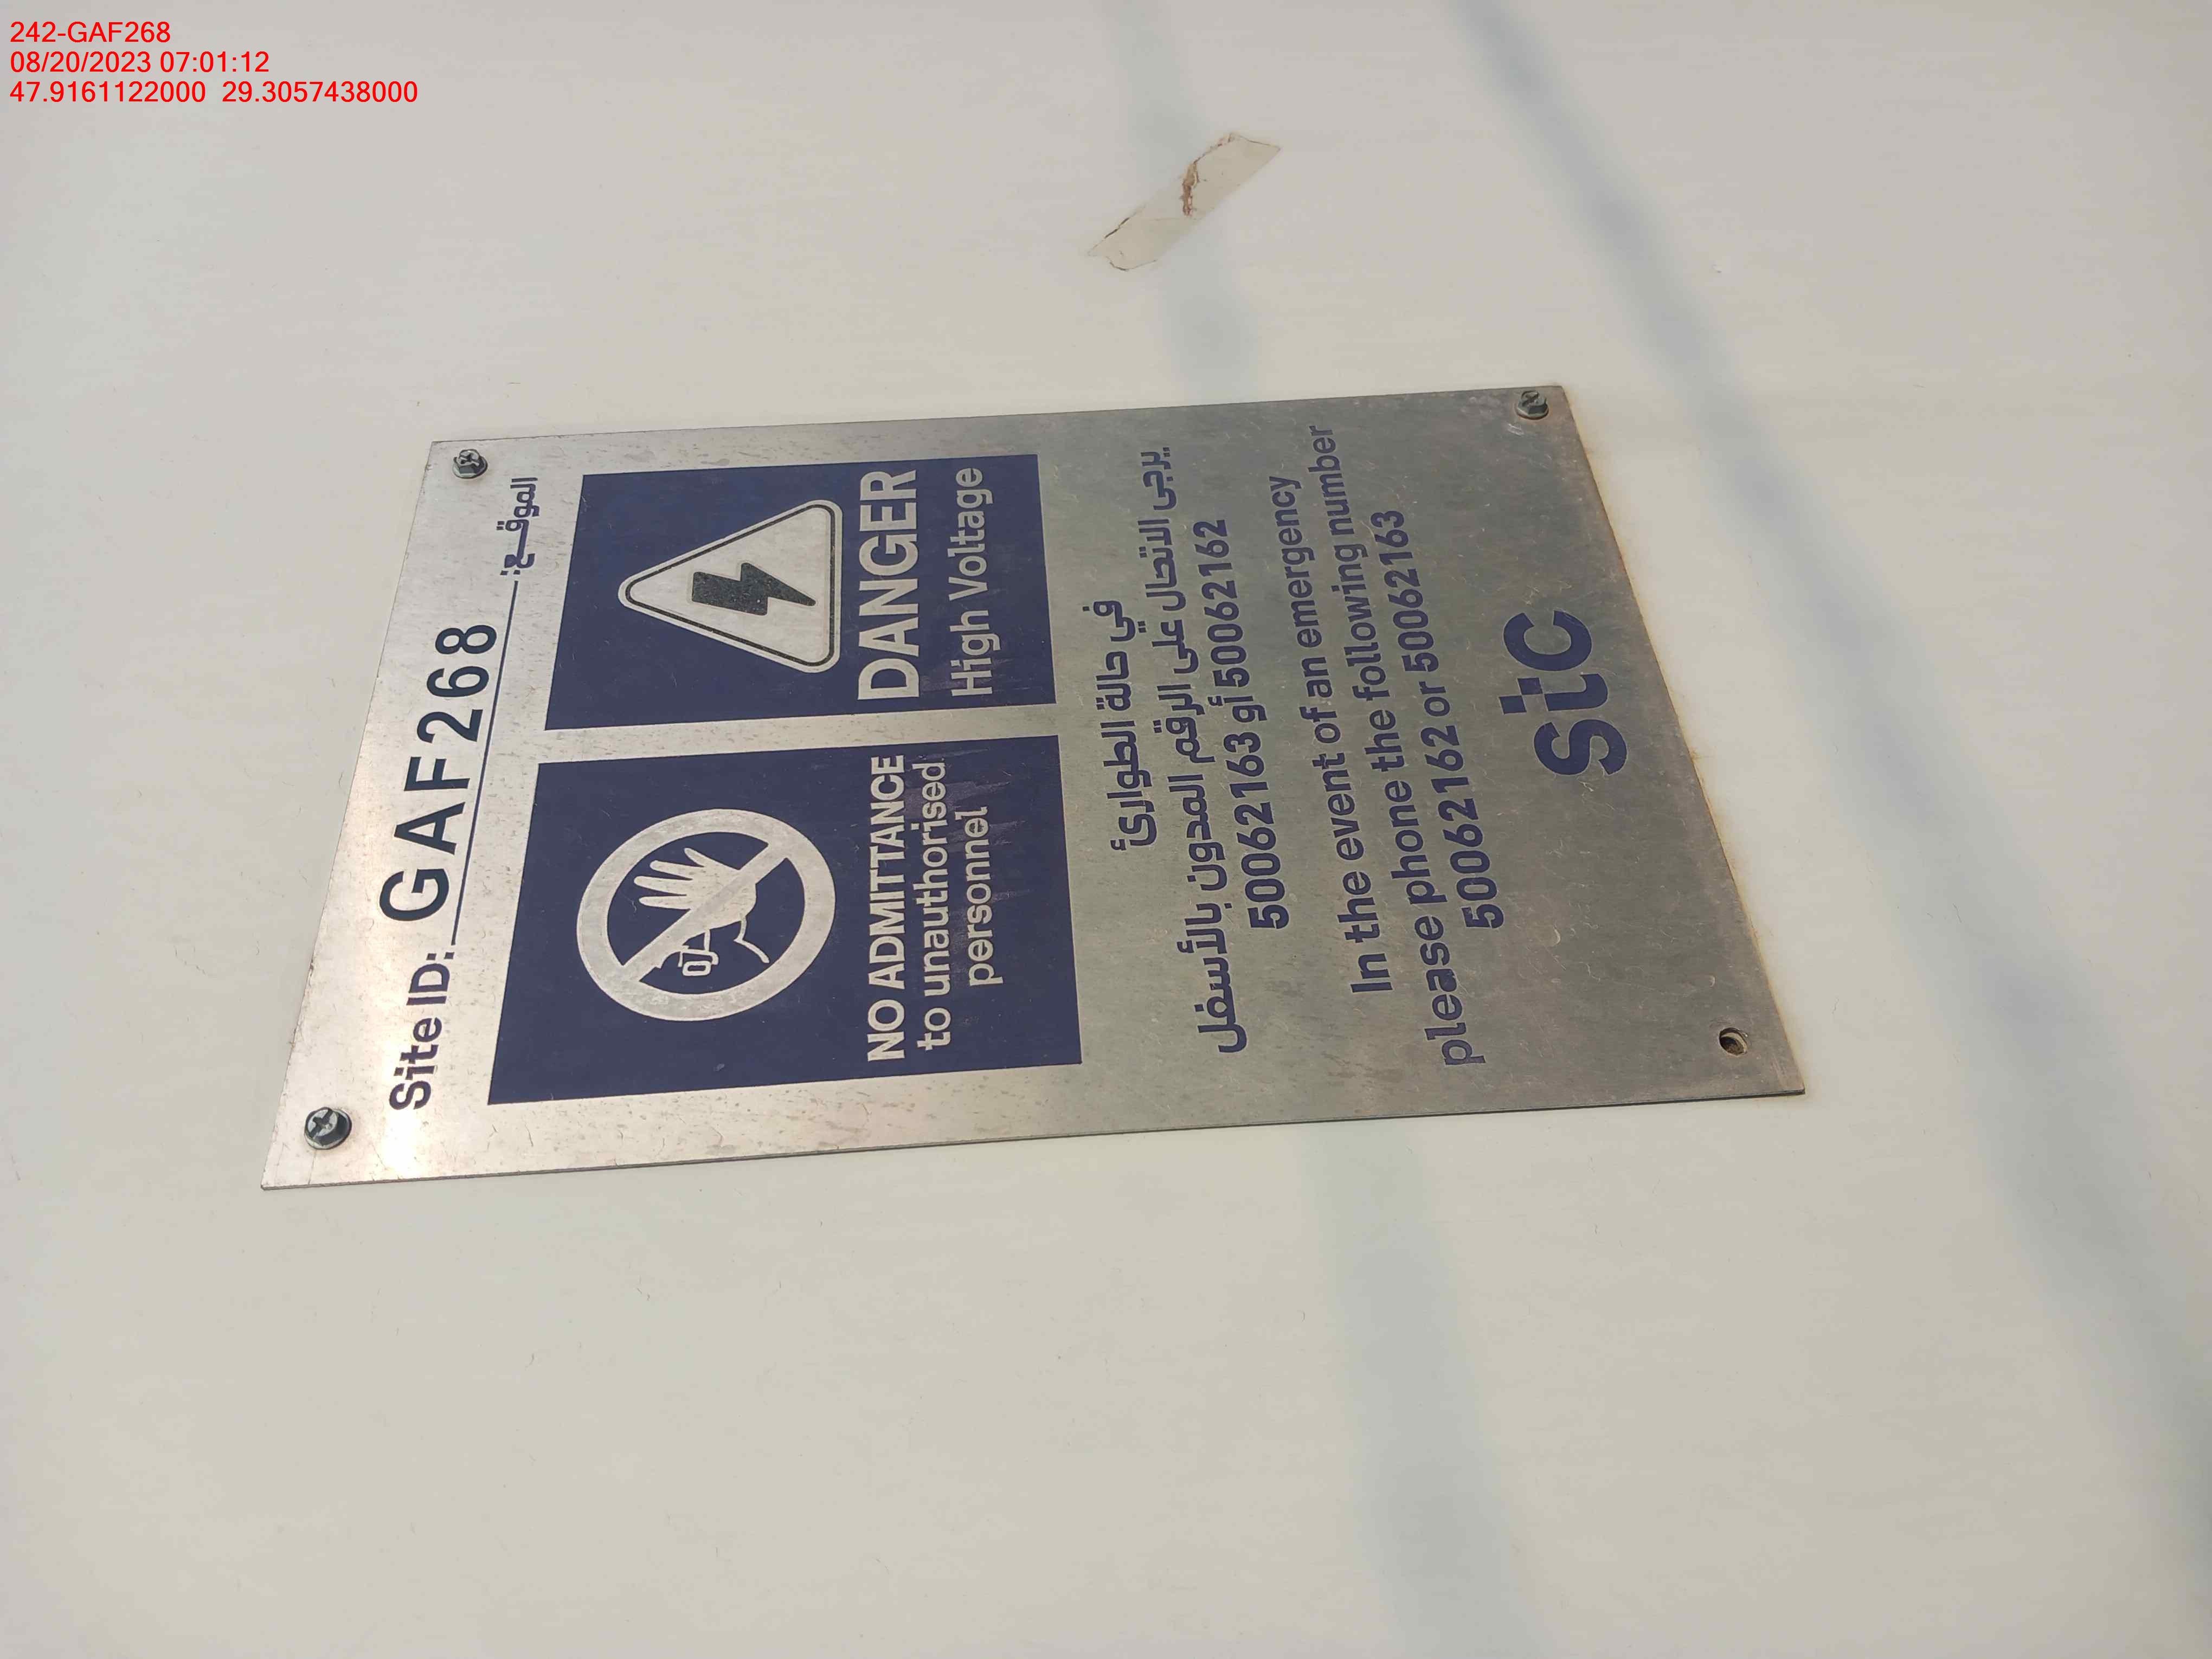 242-GAF268
08/20/2023 07:01:12
47.9161122000 29.3057438000
Site ID: GAF268 الموقـــع:
NO ADMITTANCE
to unauthorised
personnel
DANGER
High Voltage
في حالة الطوارئ
يرجى الاتصال على الرقم المدون بالأسفل
50062163 أو 50062162
In the event of an emergency
please phone the following number
50062162 or 50062163
stc